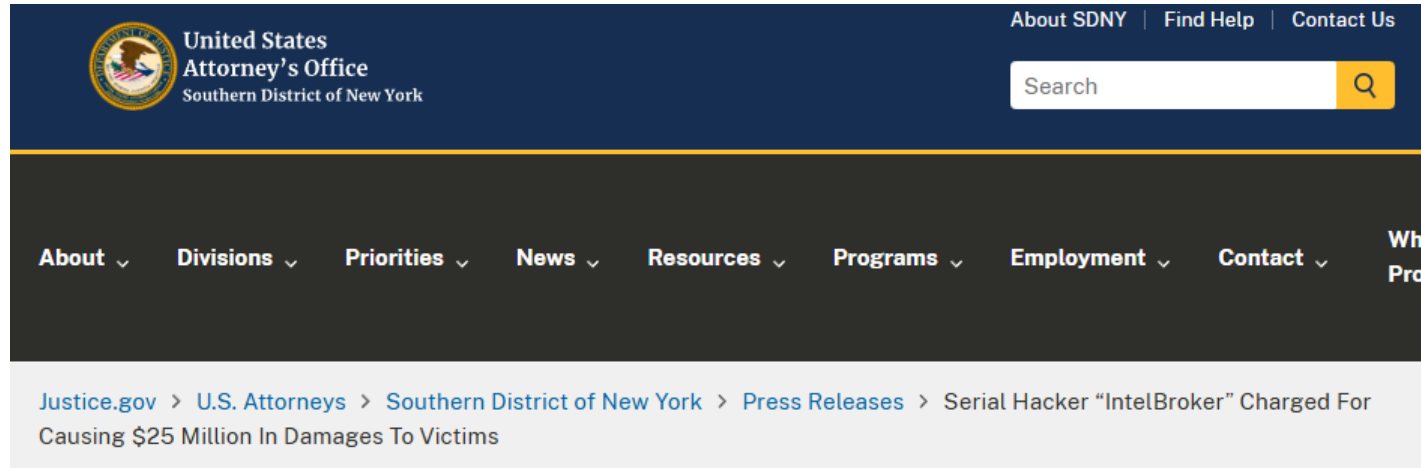 United States
Attorney's Office
Southern District of New York
About SDNY | Find Help | Contact Us
Search
About
Divisions
Priorities
News
Resources
Programs
Employment
Contact
Wh
Pro
Justice.gov > U.S. Attorneys > Southern District of New York > Press Releases > Serial Hacker “IntelBroker” Charged For
Causing $25 Million In Damages To Victims